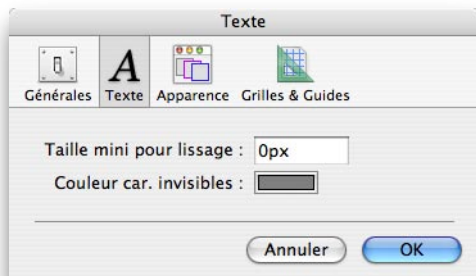 Texte
Générales Texte Apparence Grilles & Guides
Taille mini pour lissage : 0px
Couleur car. invisibles :
Annuler OK